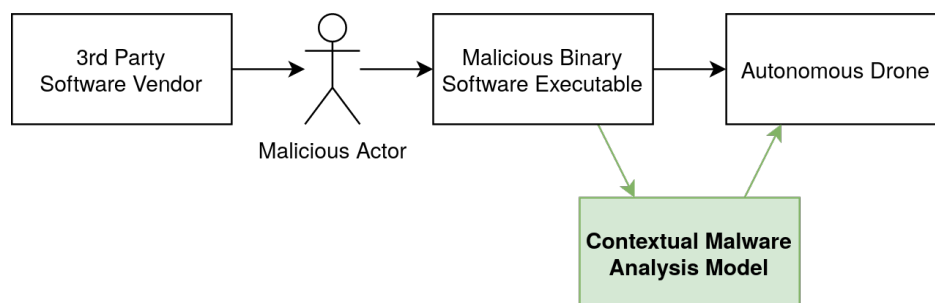 3rd Party
Software Vendor
Malicious Actor
Malicious Binary
Software Executable
Autonomous Drone
Contextual Malware
Analysis Model